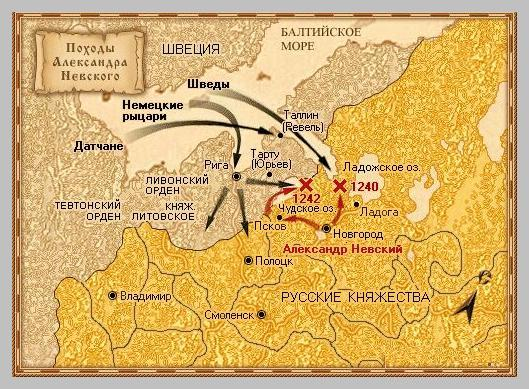 Походы
Александра
Невского
ШВЕЦИЯ
БАЛТИЙСКОЕ
МОРЕ
Шведы
Немецкие
рыцари
Датчане
Таллин
(Ревель)
Тарту
(Юрьев)
Рига
Ладожское оз.
1240
1242
ЛИВОНСКИЙ
ОРДЕН
ТЕВТОНСКИЙ
ОРДЕН
КНЯЖ.
ЛИТОВСКОЕ
Чудское оз.
Ладога
Псков
Новгород
Александр Невский
Полоцк
Владимир
РУССКИЕ КНЯЖЕСТВА
Смоленск
С